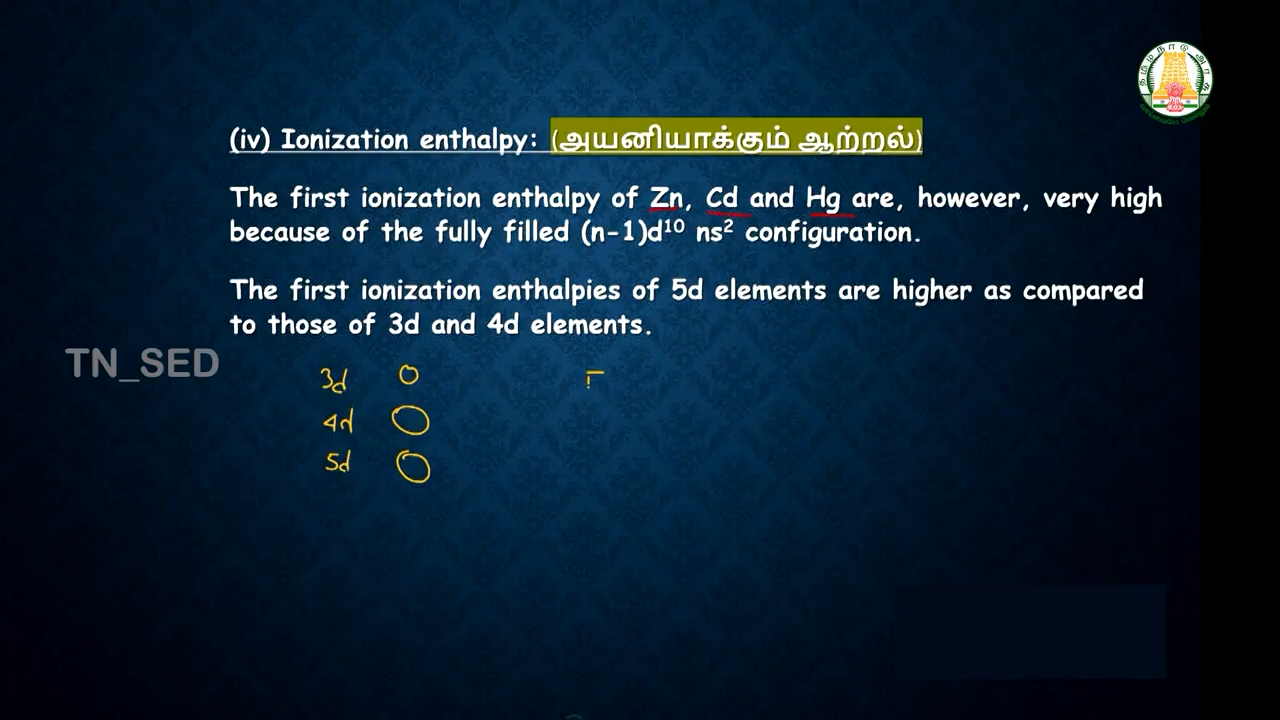 (iv) Ionization enthalpy: (அயனியாக்கும் ஆற்றல்)
The first ionization enthalpy of Zn, Cd and Hg are, however, very high
because of the fully filled (n-1)d¹⁰ ns² configuration.
The first ionization enthalpies of 5d elements are higher as compared
to those of 3d and 4d elements.
TN_SED
3d
4d
5d